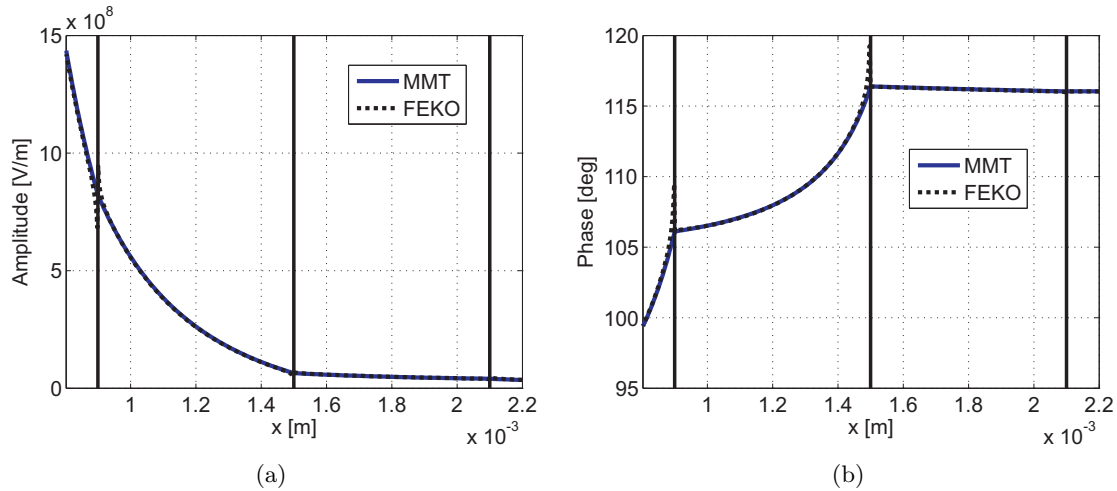 x 10⁸
15
10
5
0
Amplitude [V/m]
MMT
FEKO
1 1.2 1.4 1.6 1.8 2 2.2
x [m] x 10⁻³
(a)
120
115
110
105
100
95
Phase [deg]
MMT
FEKO
1 1.2 1.4 1.6 1.8 2 2.2
x [m] x 10⁻³
(b)